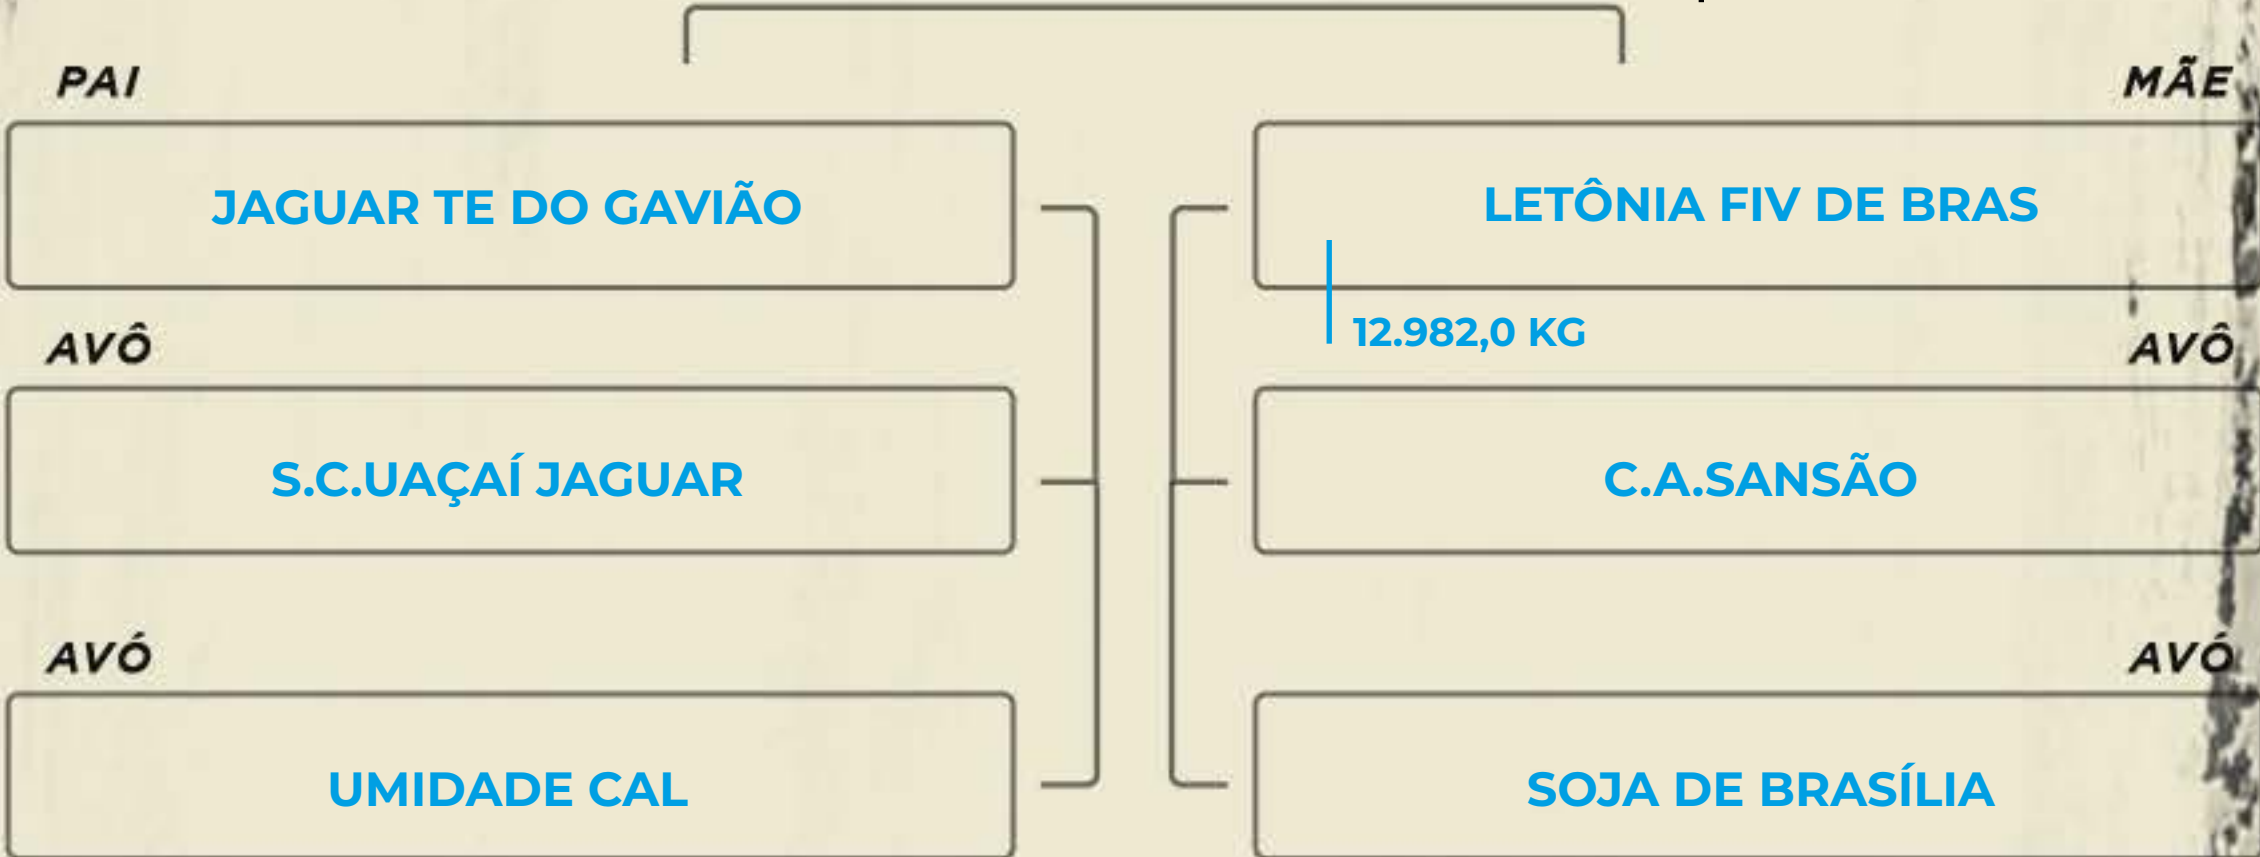 PAI
MÃE
JAGUAR TE DO GAVIÃO
LETÔNIA FIV DE BRAS
12.982,0 KG
AVÔ
AVÔ
S.C.UAÇAÍ JAGUAR
C.A.SANSÃO
AVÓ
AVÓ
UMIDADE CAL
SOJA DE BRASÍLIA